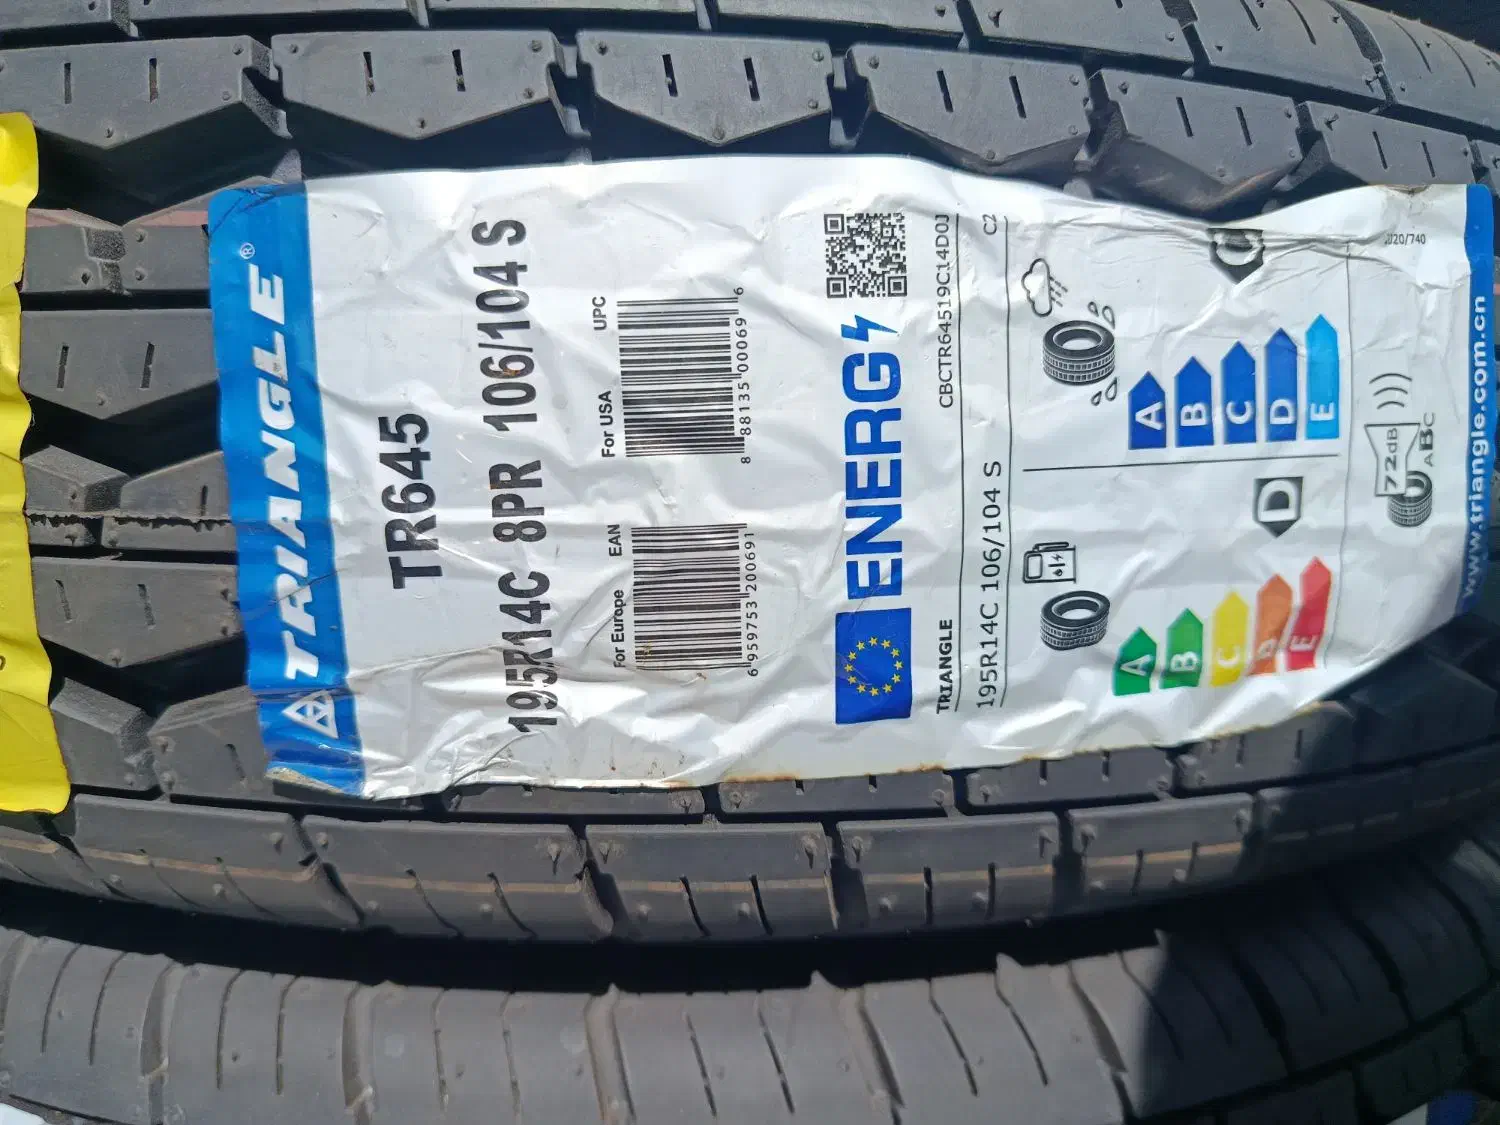 TRIANGLE®
TR645
195R14C 8PR 106/104 S
For Europe EAN
6 959753 200691
For USA UPC
8 88135 00069 6
ENERG
TRIANGLE CBCTR64519C14D0J
195R14C 106/104 S C2
A
B
C
D
E
D
A
B
C
D
E
C
72dB
ABC
2020/740
www.triangle.com.cn